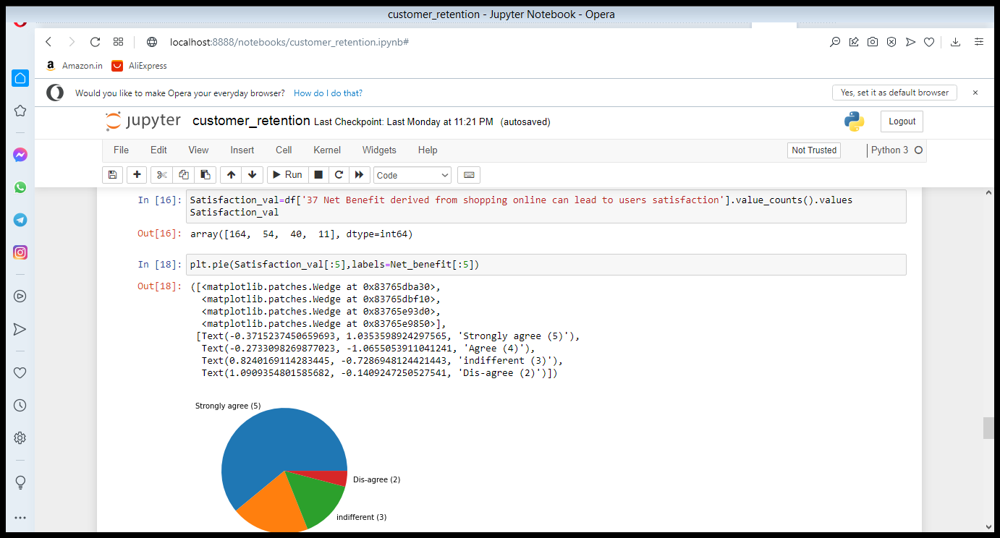 customer_retention - Jupyter Notebook - Opera
localhost:8888/notebooks/customer_retention.ipynb#
a Amazon.in AliExpress
Would you like to make Opera your everyday browser? How do I do that? Yes, set it as default browser ×
jupyter customer_retention Last Checkpoint: Last Monday at 11:21 PM (autosaved) Logout
File Edit View Insert Cell Kernel Widgets Help Not Trusted Python 3
Run Code
In [16]: Satisfaction_val=df['37 Net Benefit derived from shopping online can lead to users satisfaction'].value_counts().values
Satisfaction_val
Out[16]: array([164, 54, 40, 11], dtype=int64)
In [18]: plt.pie(Satisfaction_val[:5],labels=Net_benefit[:5])
Out[18]: ([<matplotlib.patches.Wedge at 0x83765dba30>,
<matplotlib.patches.Wedge at 0x83765dbf10>,
<matplotlib.patches.Wedge at 0x83765e93d0>,
<matplotlib.patches.Wedge at 0x83765e9850>],
[Text(-0.3715237450659693, 1.0353598924297565, 'Strongly agree (5)'),
Text(-0.2733098269877023, -1.0655053911041241, 'Agree (4)'),
Text(0.8240169114283445, -0.7286948124421443, 'indifferent (3)'),
Text(1.0909354801585682, -0.1409247250527541, 'Dis-agree (2)')])
Strongly agree (5)
Dis-agree (2)
indifferent (3)